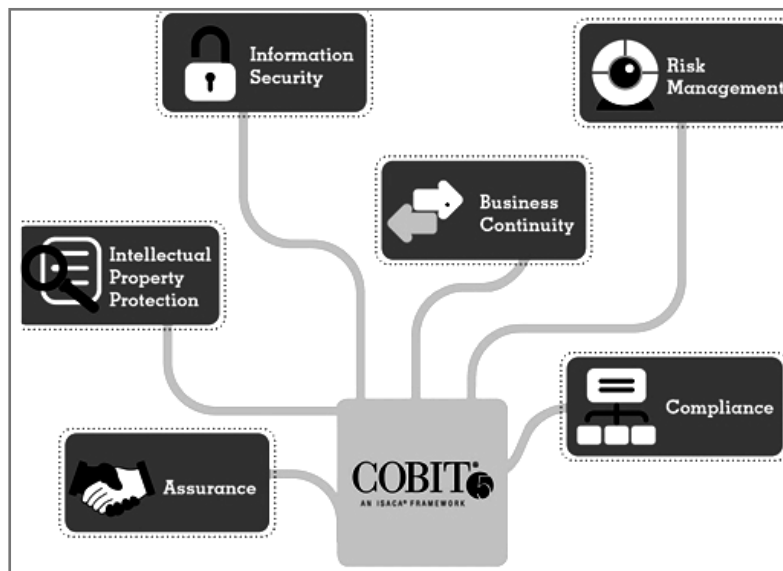 Information
Security
Risk
Management
Business
Continuity
Intellectual
Property
Protection
Compliance
Assurance
COBIT® 5
AN ISACA® FRAMEWORK